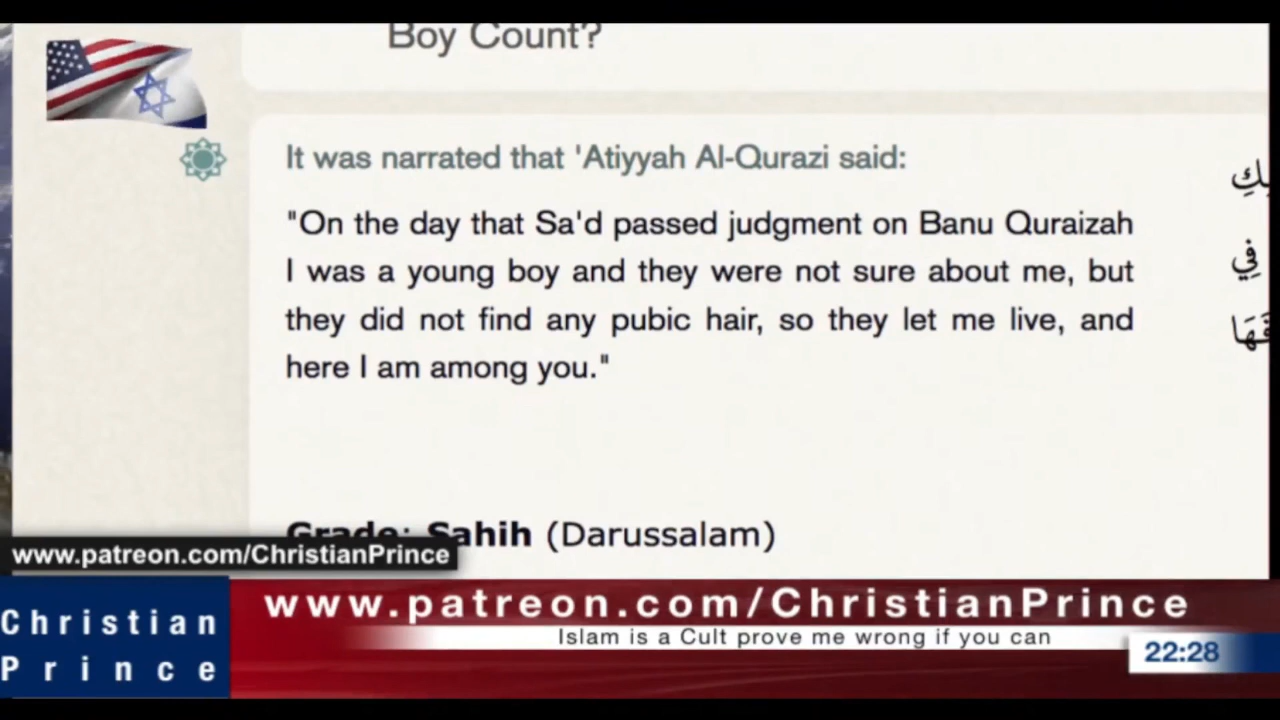 Boy Count?
It was narrated that 'Atiyyah Al-Qurazi said:
"On the day that Sa'd passed judgment on Banu Quraizah
I was a young boy and they were not sure about me, but
they did not find any pubic hair, so they let me live, and
here I am among you."
في
Grade: Sahih (Darussalam)
www.patreon.com/ChristianPrince
www.patreon.com/ChristianPrince
Islam is a Cult prove me wrong if you can
Christian
Prince
22:28